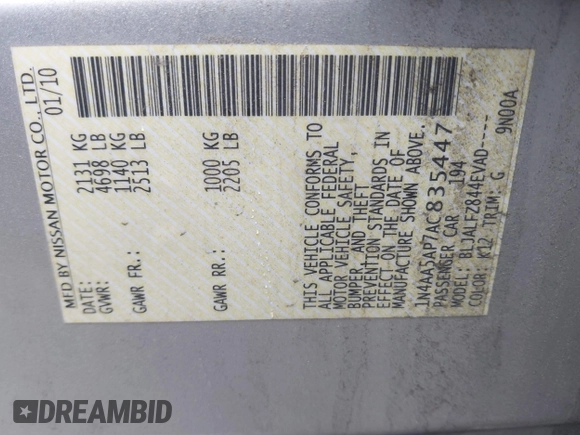 MFD BY NISSAN MOTOR CO., LTD.
DATE: 01/10
GVWR: 2131 KG
4698 LB
GAWR FR.: 1140 KG
2513 LB
GAWR RR.: 1000 KG
2205 LB
THIS VEHICLE CONFORMS TO
ALL APPLICABLE FEDERAL
MOTOR VEHICLE SAFETY,
BUMPER, AND THEFT
PREVENTION STANDARDS IN
EFFECT ON THE DATE OF
MANUFACTURE SHOWN ABOVE.
1N4AA5AP7AC835447
PASSENGER CAR 194
MODEL: BLJALFZ844EVAD----
COLOR: K12 TRIM: G 9N00A
DREAMBID